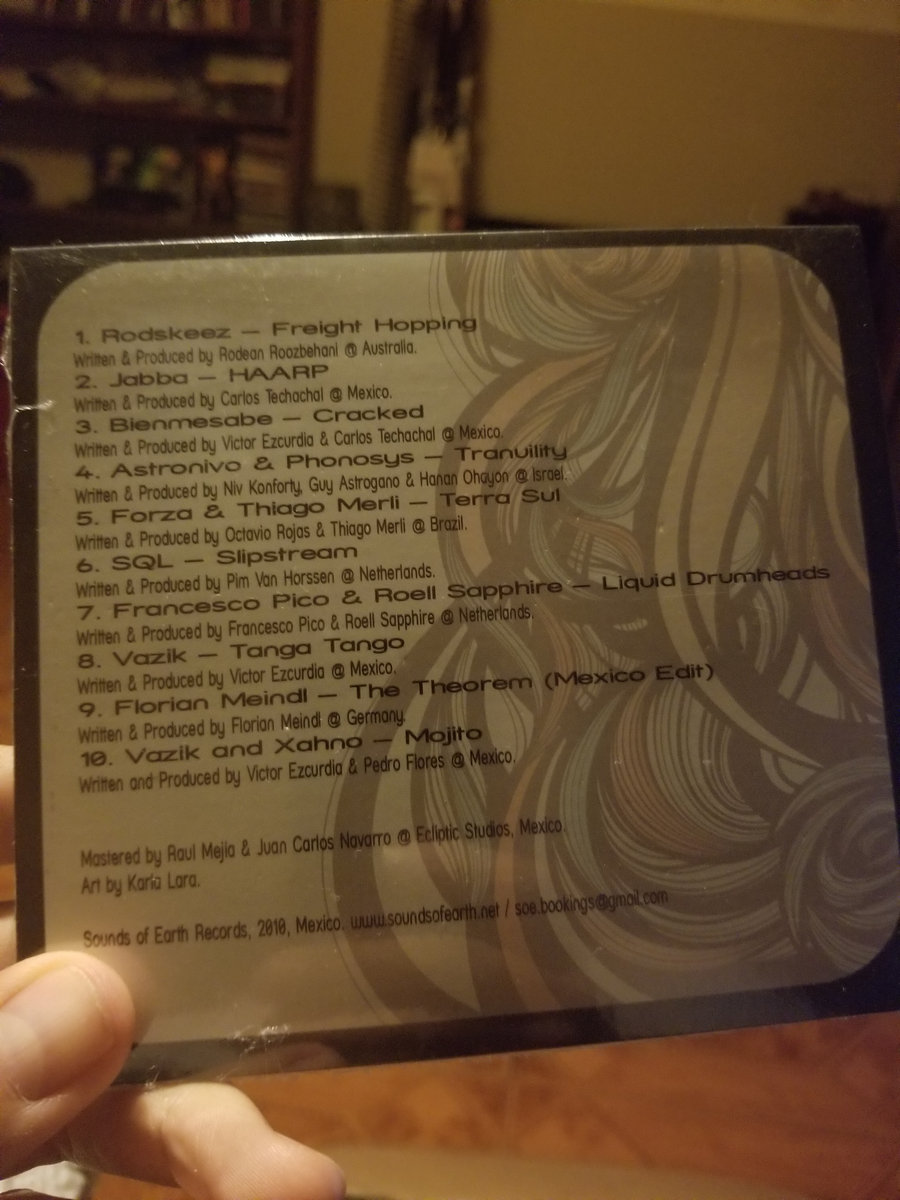 1. Rodskeez — Freight Hopping
Written & Produced by Rodean Roozbehani @ Australia.
2. Jabba — HAARP
Written & Produced by Carlos Techachal @ Mexico.
3. Bienmesabe — Cracked
Written & Produced by Victor Ezcurdia & Carlos Techachal @ Mexico.
4. Astronivo & Phonosys — Tranuility
Written & Produced by Niv Konforty, Guy Astrogano & Hanan Ohayon @ Israel.
5. Forza & Thiago Merli — Terra Sul
Written & Produced by Octavio Rojas & Thiago Merli @ Brazil.
6. SQL — Slipstream
Written & Produced by Pim Van Horssen @ Netherlands.
7. Francesco Pico & Roell Sapphire — Liquid Drumheads
Written & Produced by Francesco Pico & Roell Sapphire @ Netherlands.
8. Vazik — Tanga Tango
Written & Produced by Victor Ezcurdia @ Mexico.
9. Florian Meindl — The Theorem (Mexico Edit)
Written & Produced by Florian Meindl @ Germany.
10. Vazik and Xahno — Mojito
Written and Produced by Victor Ezcurdia & Pedro Flores @ Mexico.
Mastered by Raul Mejia & Juan Carlos Navarro @ Ecliptic Studios, Mexico.
Art by Karla Lara.
Sounds of Earth Records, 2010, Mexico. www.soundsofearth.net / soe.bookings@gmail.com